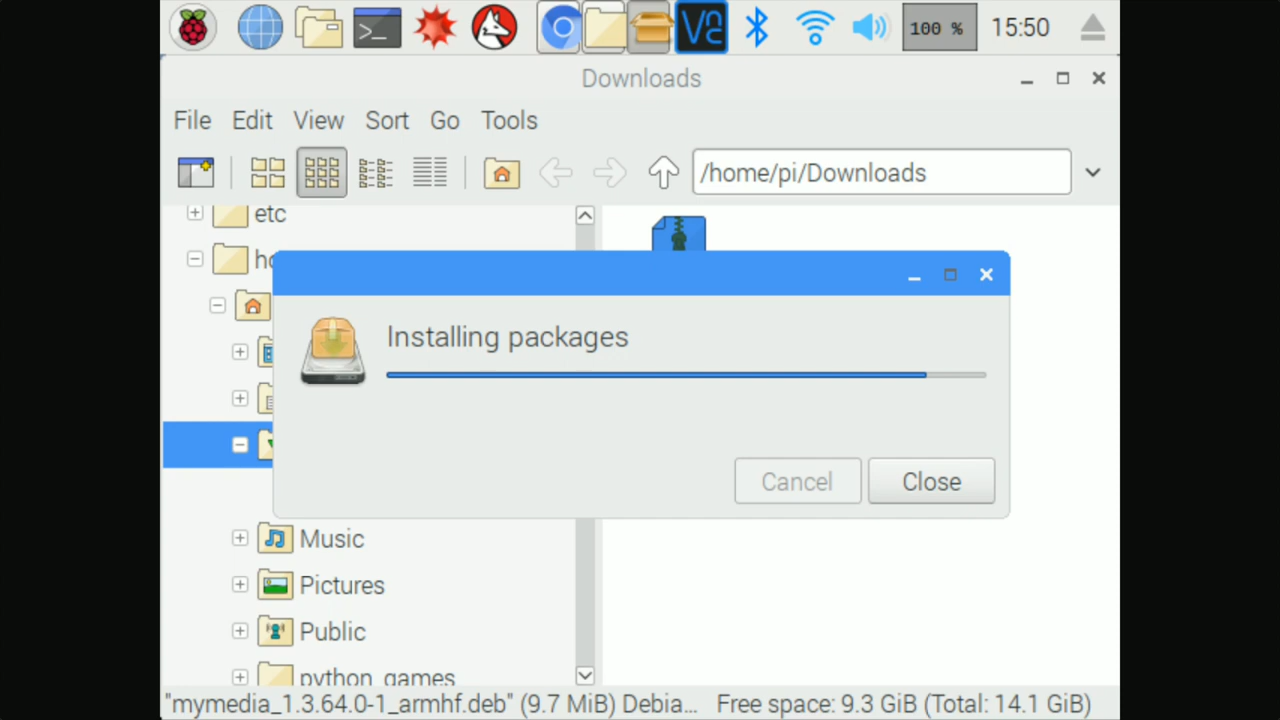 100 % 15:50
Downloads
File Edit View Sort Go Tools
/home/pi/Downloads
etc
Installing packages
Cancel Close
Music
Pictures
Public
python_games
"mymedia_1.3.64.0-1_armhf.deb" (9.7 MiB) Debia... Free space: 9.3 GiB (Total: 14.1 GiB)